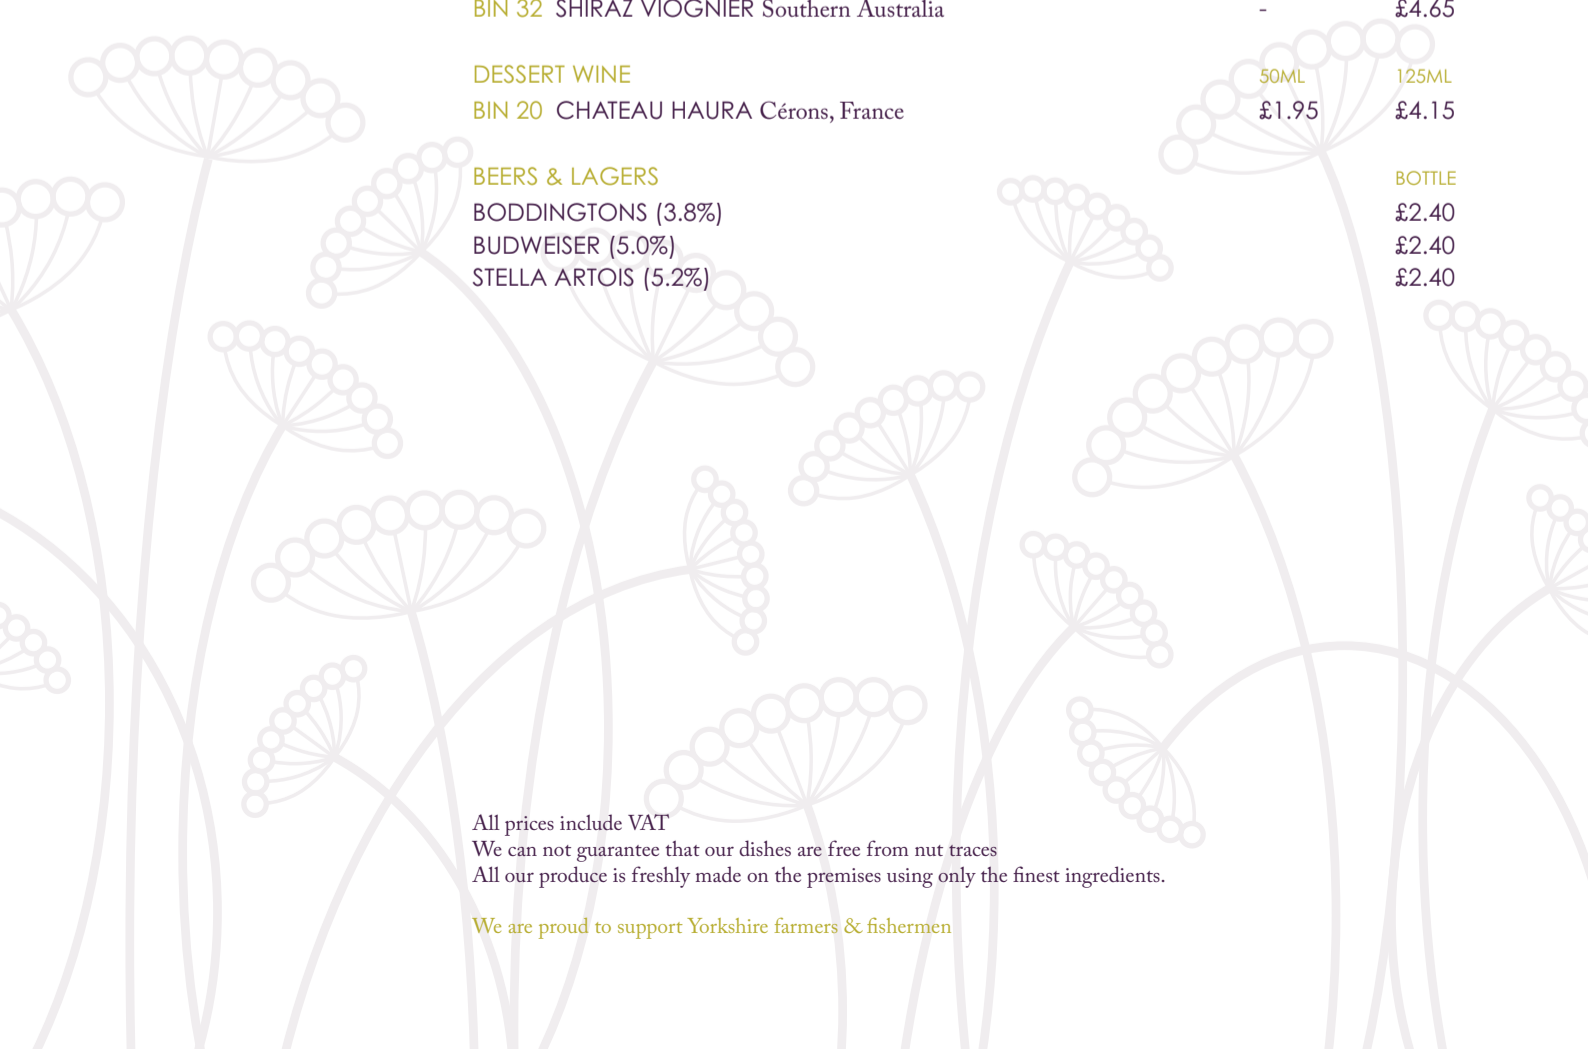 BIN 32 SHIRAZ VIOGNIER Southern Australia - £4.65
DESSERT WINE 50ML 125ML
BIN 20 CHATEAU HAURA Cérons, France £1.95 £4.15
BEERS & LAGERS BOTTLE
BODDINGTONS (3.8%) £2.40
BUDWEISER (5.0%) £2.40
STELLA ARTOIS (5.2%) £2.40
All prices include VAT
We can not guarantee that our dishes are free from nut traces
All our produce is freshly made on the premises using only the finest ingredients.
We are proud to support Yorkshire farmers & fishermen